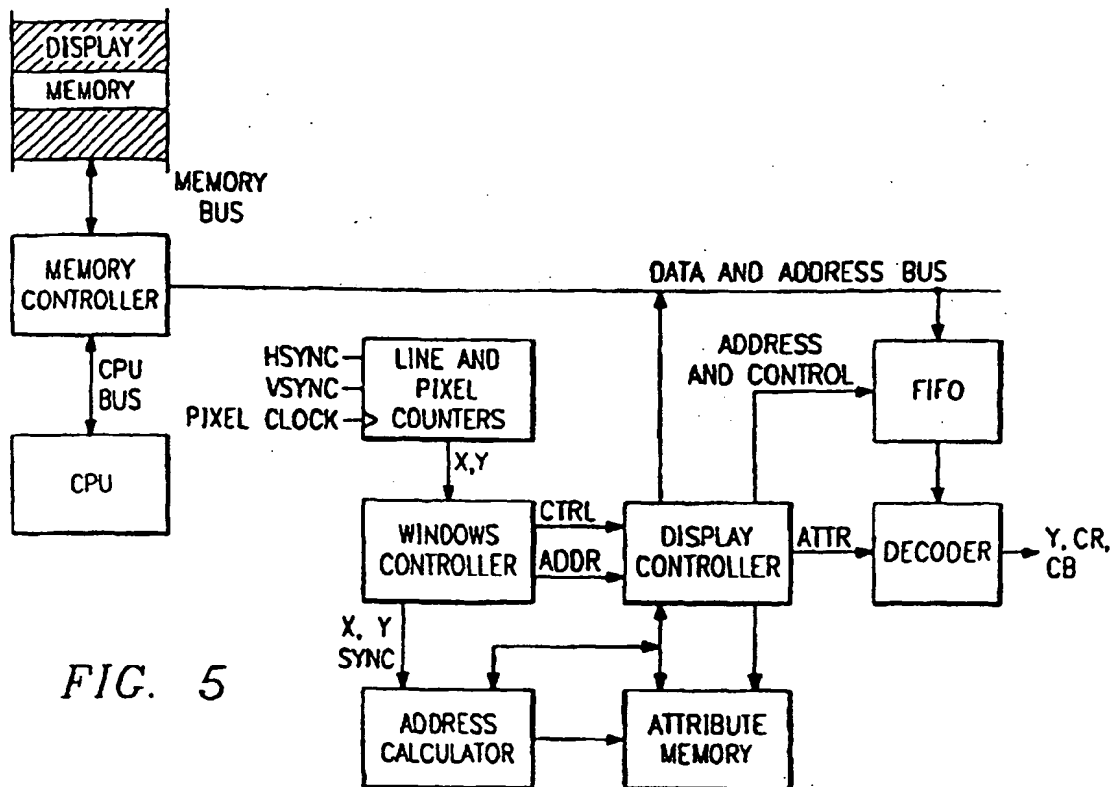 DISPLAY
MEMORY
MEMORY
BUS
MEMORY
CONTROLLER
DATA AND ADDRESS BUS
CPU
BUS
HSYNC
VSYNC
PIXEL CLOCK
LINE AND
PIXEL
COUNTERS
ADDRESS
AND CONTROL
FIFO
CPU
X,Y
WINDOWS
CONTROLLER
CTRL
ADDR
DISPLAY
CONTROLLER
ATTR
DECODER
Y, CR,
CB
X, Y
SYNC
FIG. 5
ADDRESS
CALCULATOR
ATTRIBUTE
MEMORY